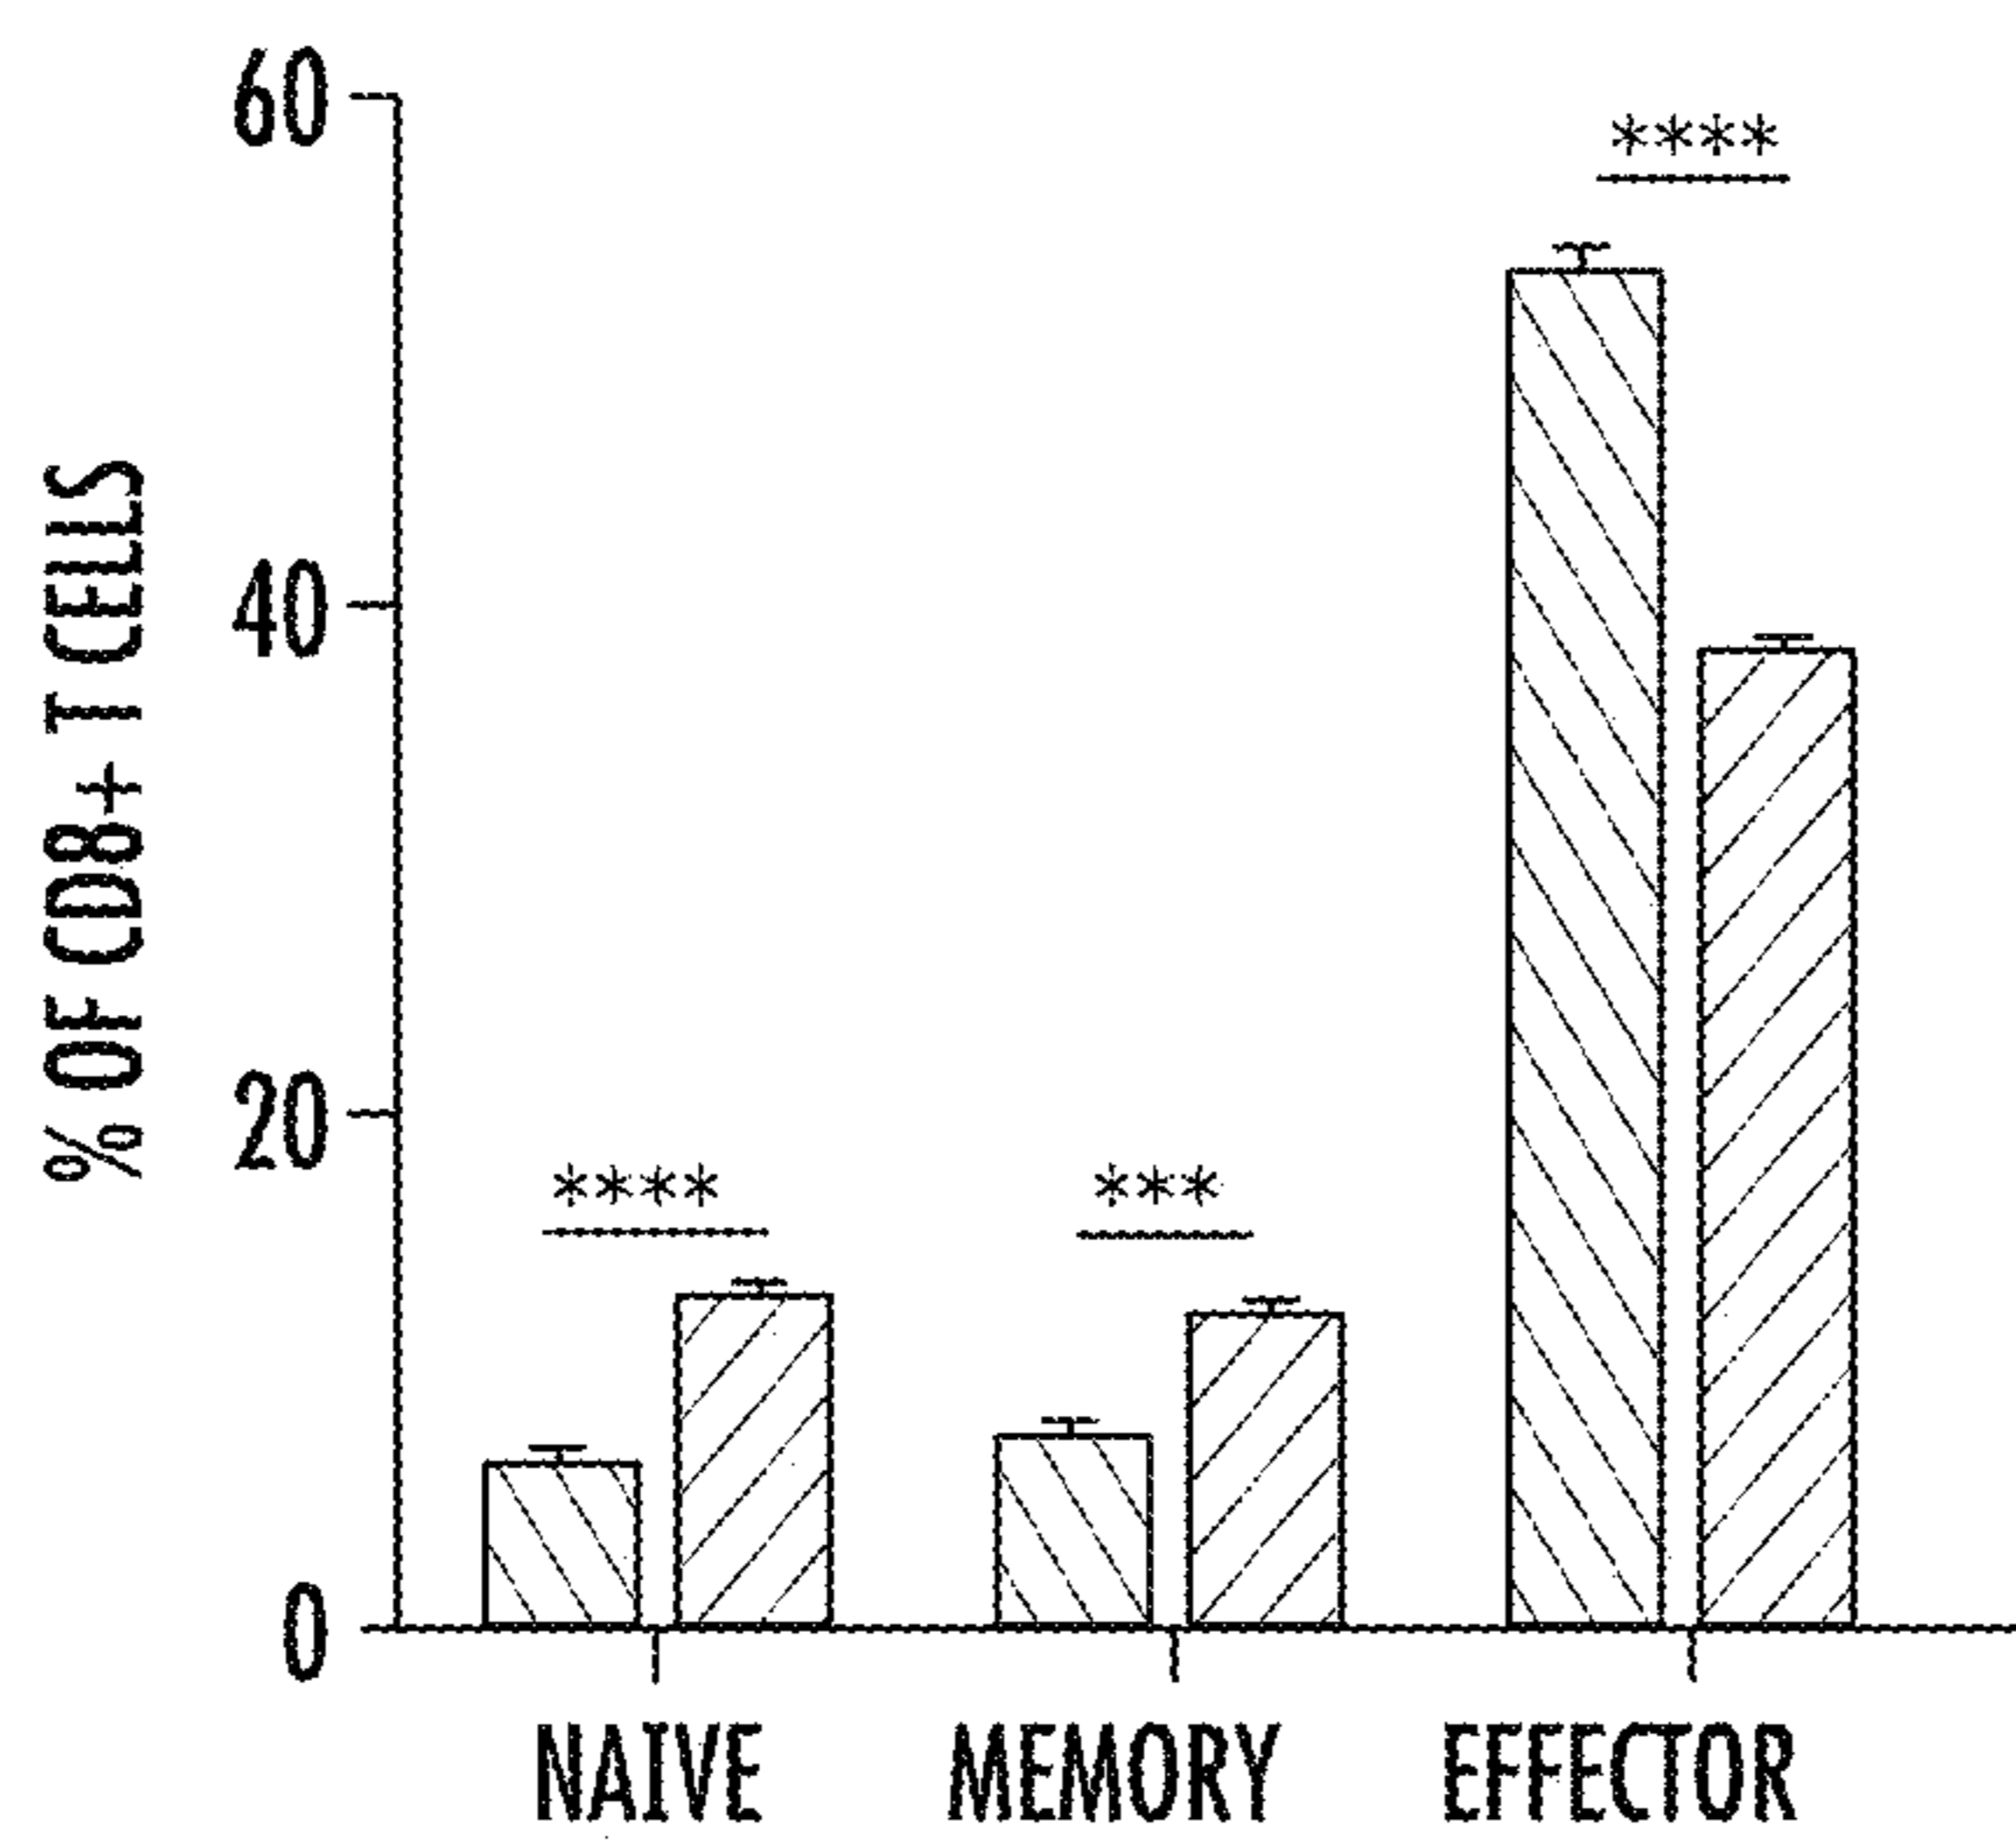 % OF CD8+ T CELLS
60
40
20
0
****
****
***
NAIVE
MEMORY
EFFECTOR